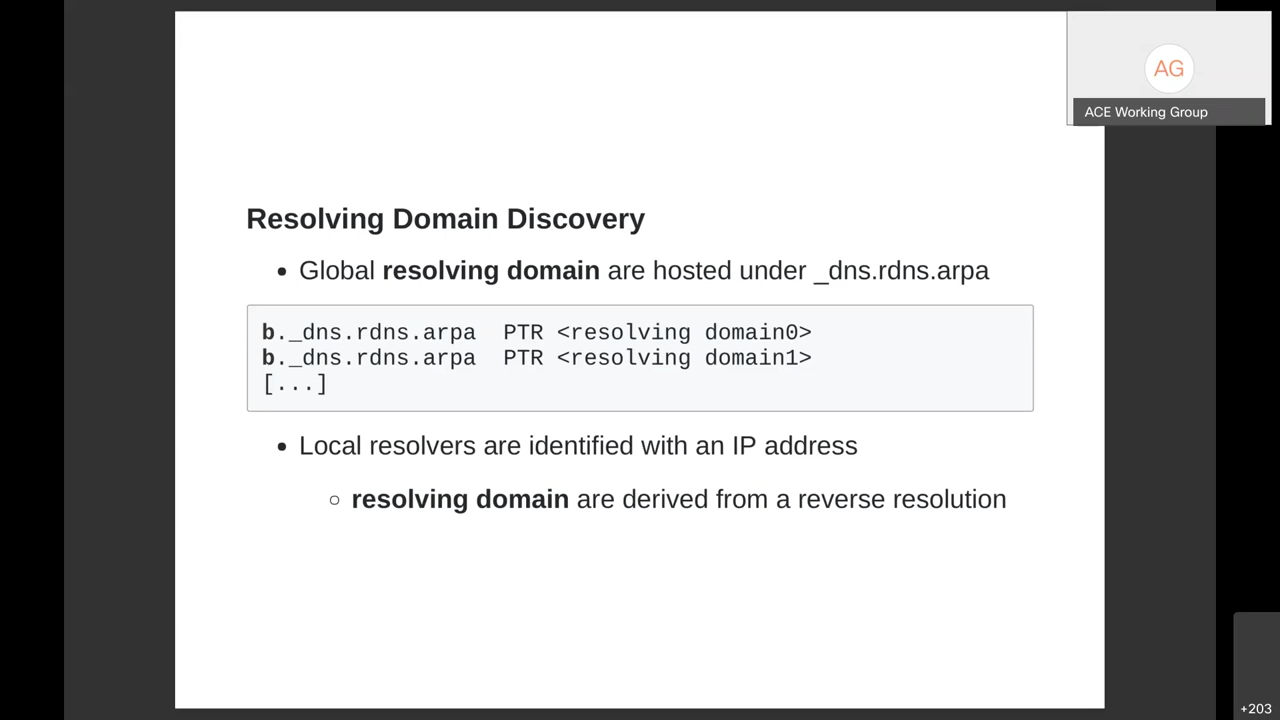 AG
ACE Working Group
Resolving Domain Discovery
• Global resolving domain are hosted under _dns.rdns.arpa
b._dns.rdns.arpa  PTR <resolving domain0>
b._dns.rdns.arpa  PTR <resolving domain1>
[...]
• Local resolvers are identified with an IP address
○ resolving domain are derived from a reverse resolution
+203